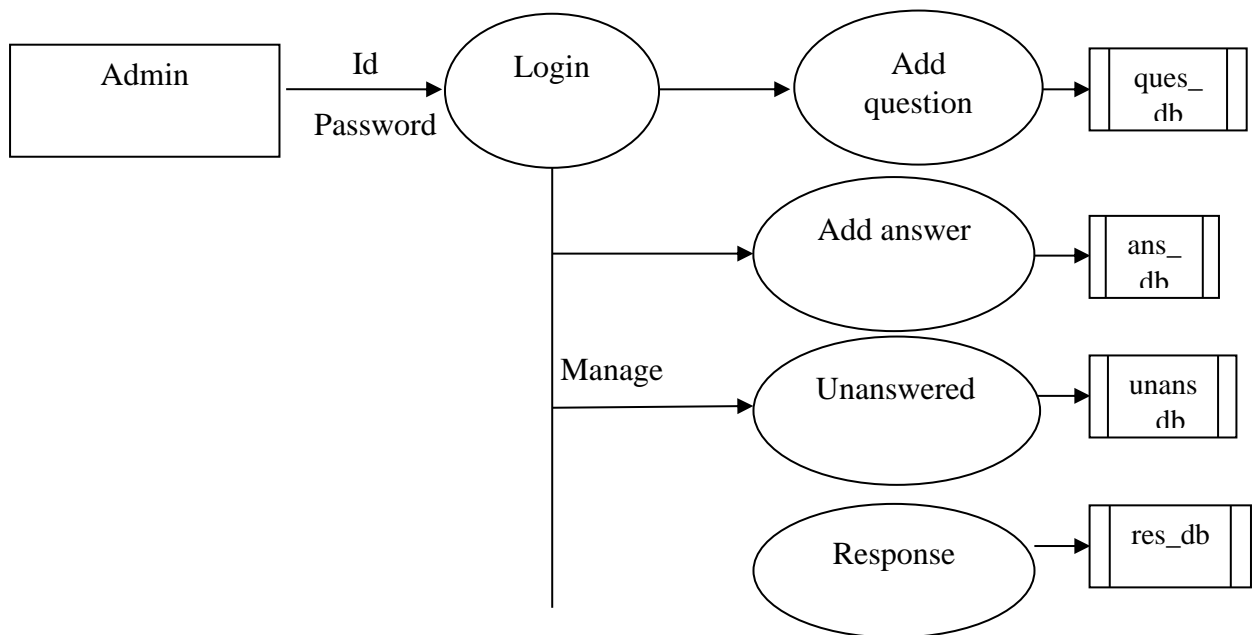 Admin
Id
Password
Login
Add
question
ques_
db
Add answer
ans_
db
Manage
Unanswered
unans
db
Response
res_db